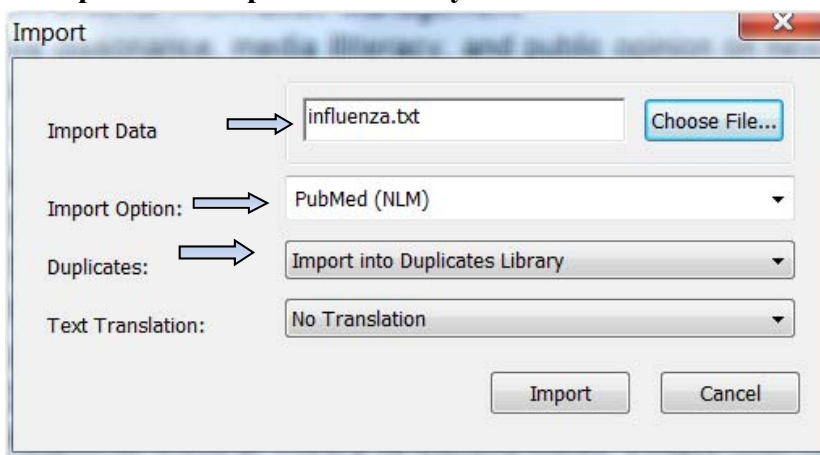 Import
Import Data
influenza.txt
Choose File...
Import Option:
PubMed (NLM)
Duplicates:
Import into Duplicates Library
Text Translation:
No Translation
Import
Cancel